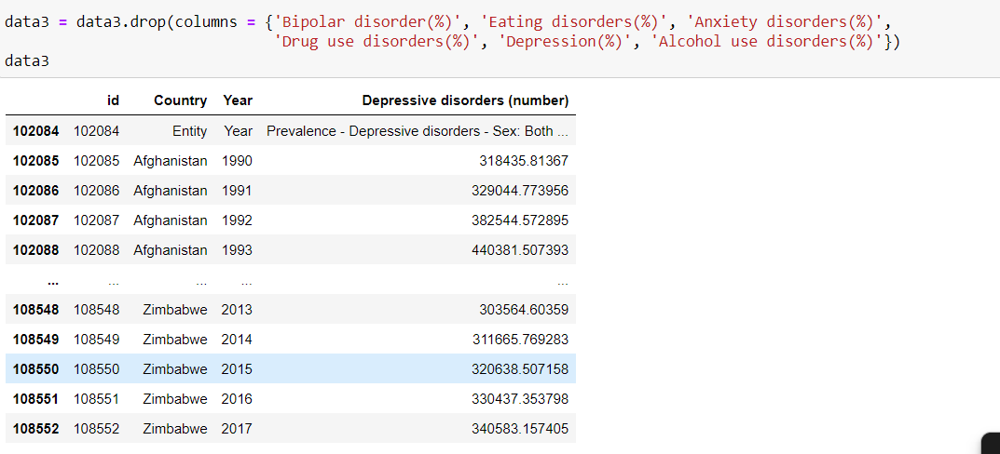 data3 = data3.drop(columns = {'Bipolar disorder(%)', 'Eating disorders(%)', 'Anxiety disorders(%)',
'Drug use disorders(%)', 'Depression(%)', 'Alcohol use disorders(%)'})
data3
id Country Year Depressive disorders (number)
102084 102084 Entity Year Prevalence - Depressive disorders - Sex: Both ...
102085 102085 Afghanistan 1990 318435.81367
102086 102086 Afghanistan 1991 329044.773956
102087 102087 Afghanistan 1992 382544.572895
102088 102088 Afghanistan 1993 440381.507393
... ... ... ... ...
108548 108548 Zimbabwe 2013 303564.60359
108549 108549 Zimbabwe 2014 311665.769283
108550 108550 Zimbabwe 2015 320638.507158
108551 108551 Zimbabwe 2016 330437.353798
108552 108552 Zimbabwe 2017 340583.157405